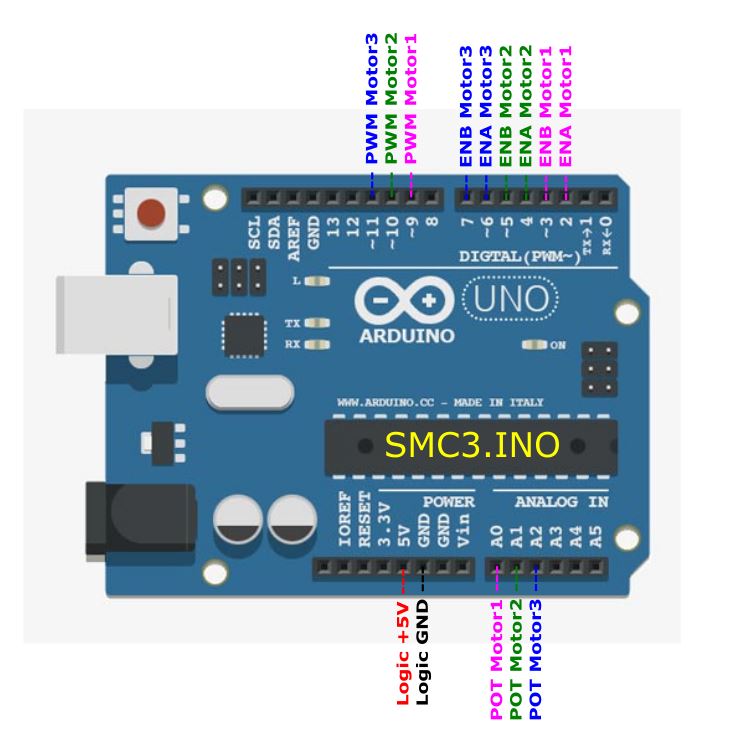 PWM Motor3
PWM Motor2
PWM Motor1
ENB Motor3
ENA Motor3
ENB Motor2
ENA Motor2
ENB Motor1
ENA Motor1
SCL
SDA
AREF
GND
13
12
~11
~10
~9
8
7
~6
~5
4
~3
2
TX→1
RX←0
DIGTAL(PWM~)
L
TX
RX
ARDUINO
UNO
ON
WWW.ARDUINO.CC - MADE IN ITALY
SMC3.INO
POWER
ANALOG IN
IOREF
RESET
3.3V
5V
GND
GND
Vin
A0
A1
A2
A3
A4
A5
Logic +5V
Logic GND
POT Motor1
POT Motor2
POT Motor3